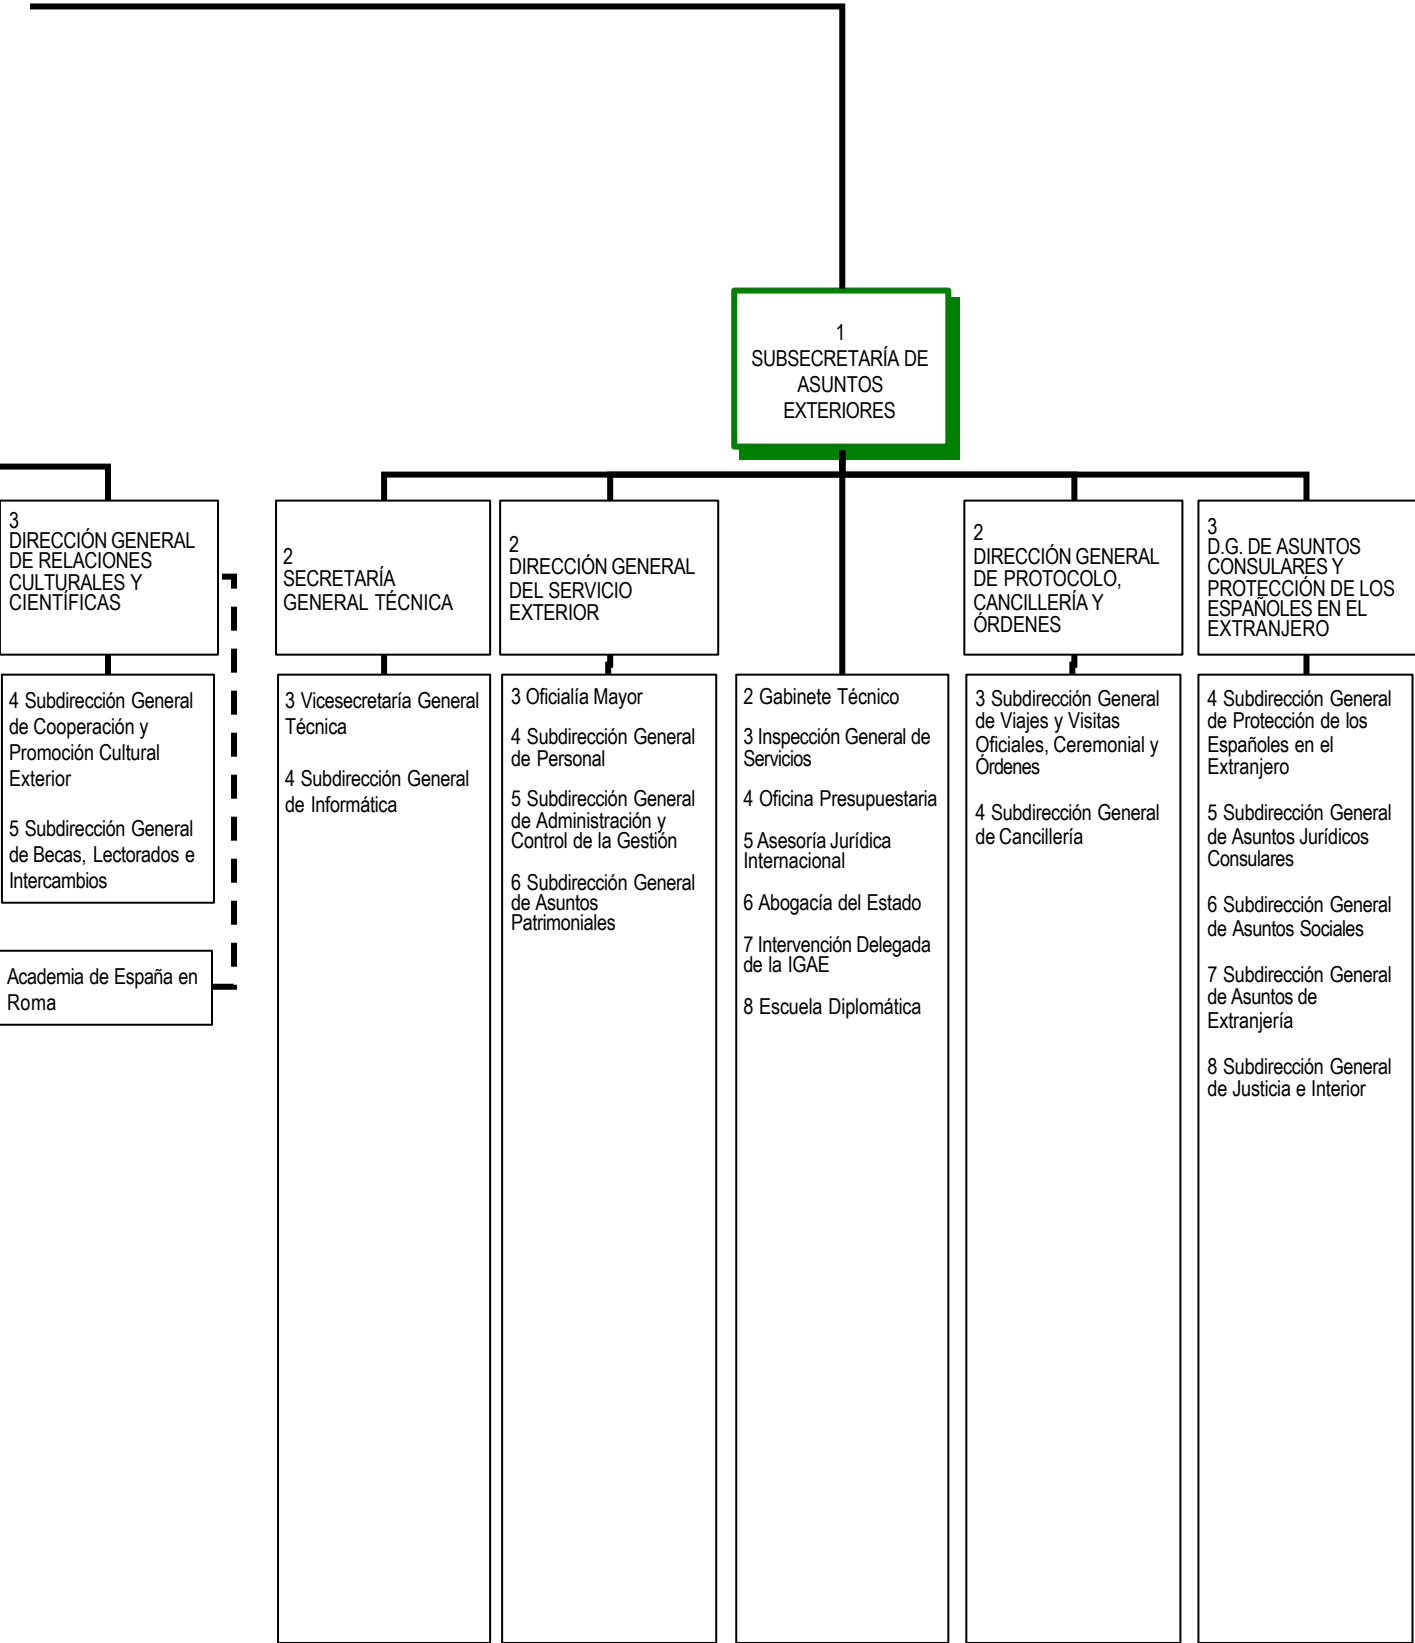 1
SUBSECRETARÍA DE
ASUNTOS
EXTERIORES
3
DIRECCIÓN GENERAL
DE RELACIONES
CULTURALES Y
CIENTÍFICAS
4 Subdirección General
de Cooperación y
Promoción Cultural
Exterior
5 Subdirección General
de Becas, Lectorados e
Intercambios
Academia de España en
Roma
2
SECRETARÍA
GENERAL TÉCNICA
3 Vicesecretaría General
Técnica
4 Subdirección General
de Informática
2
DIRECCIÓN GENERAL
DEL SERVICIO
EXTERIOR
3 Oficialía Mayor
4 Subdirección General
de Personal
5 Subdirección General
de Administración y
Control de la Gestión
6 Subdirección General
de Asuntos
Patrimoniales
2 Gabinete Técnico
3 Inspección General de
Servicios
4 Oficina Presupuestaria
5 Asesoría Jurídica
Internacional
6 Abogacía del Estado
7 Intervención Delegada
de la IGAE
8 Escuela Diplomática
2
DIRECCIÓN GENERAL
DE PROTOCOLO,
CANCILLERÍA Y
ÓRDENES
3 Subdirección General
de Viajes y Visitas
Oficiales, Ceremonial y
Órdenes
4 Subdirección General
de Cancillería
3
D.G. DE ASUNTOS
CONSULARES Y
PROTECCIÓN DE LOS
ESPAÑOLES EN EL
EXTRANJERO
4 Subdirección General
de Protección de los
Españoles en el
Extranjero
5 Subdirección General
de Asuntos Jurídicos
Consulares
6 Subdirección General
de Asuntos Sociales
7 Subdirección General
de Asuntos de
Extranjería
8 Subdirección General
de Justicia e Interior